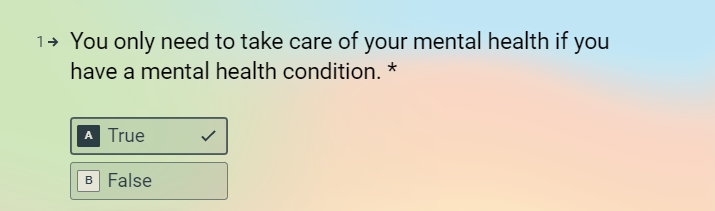 1→ You only need to take care of your mental health if you
have a mental health condition. *
A True ✓
B False